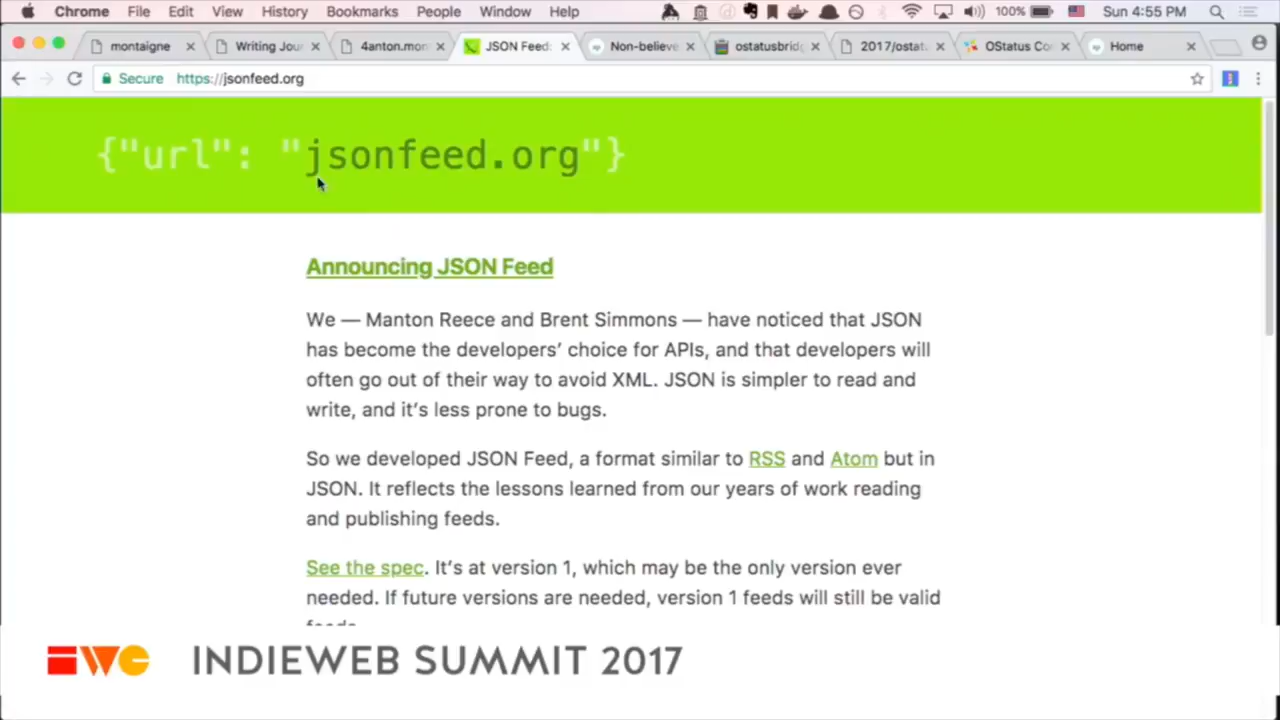 Chrome File Edit View History Bookmarks People Window Help 100% Sun 4:55 PM
montaigne Writing Jou 4anton.mon JSON Feed: Non-believe ostatusbrid 2017/ostat OStatus Co Home
Secure https://jsonfeed.org
{"url": "jsonfeed.org"}
Announcing JSON Feed
We — Manton Reece and Brent Simmons — have noticed that JSON
has become the developers’ choice for APIs, and that developers will
often go out of their way to avoid XML. JSON is simpler to read and
write, and it’s less prone to bugs.
So we developed JSON Feed, a format similar to RSS and Atom but in
JSON. It reflects the lessons learned from our years of work reading
and publishing feeds.
See the spec. It’s at version 1, which may be the only version ever
needed. If future versions are needed, version 1 feeds will still be valid
feeds.
IWC INDIEWEB SUMMIT 2017